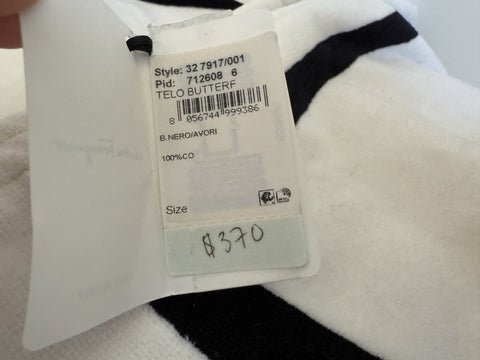 Style: 32 7917/001
Pid: 712608 6
TELO BUTTERF
8 056744 999386
B.NERO/AVORI
100%CO
Size
$370